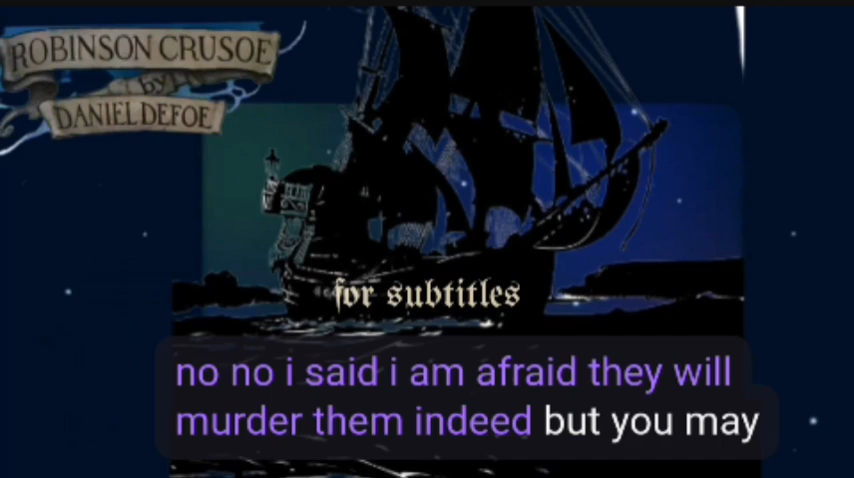 ROBINSON CRUSOE
by
DANIEL DEFOE
for subtitles
no no i said i am afraid they will
murder them indeed but you may